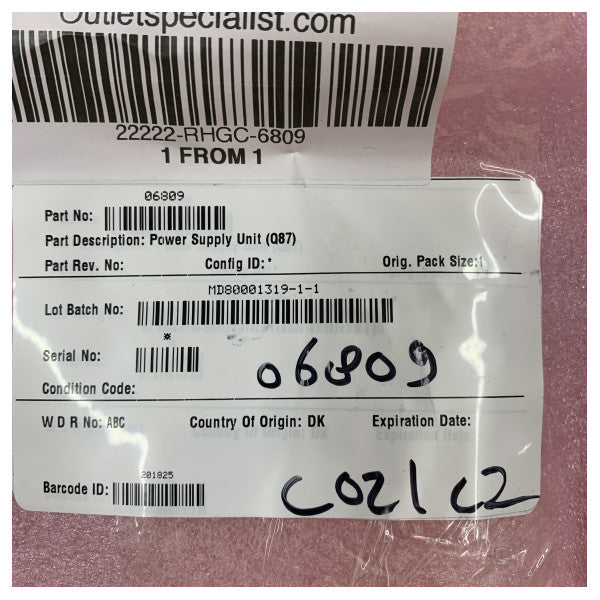 Outletspecialist.com
22222-RHGC-6809
1 FROM 1
06809
Part No:
Part Description: Power Supply Unit (Q87)
Part Rev. No: Config ID:* Orig. Pack Size:1
MD80001319-1-1
Lot Batch No:
*
Serial No:
06809
Condition Code:
W D R No: ABC Country Of Origin: DK Expiration Date:
201825
Barcode ID:
C021 C2